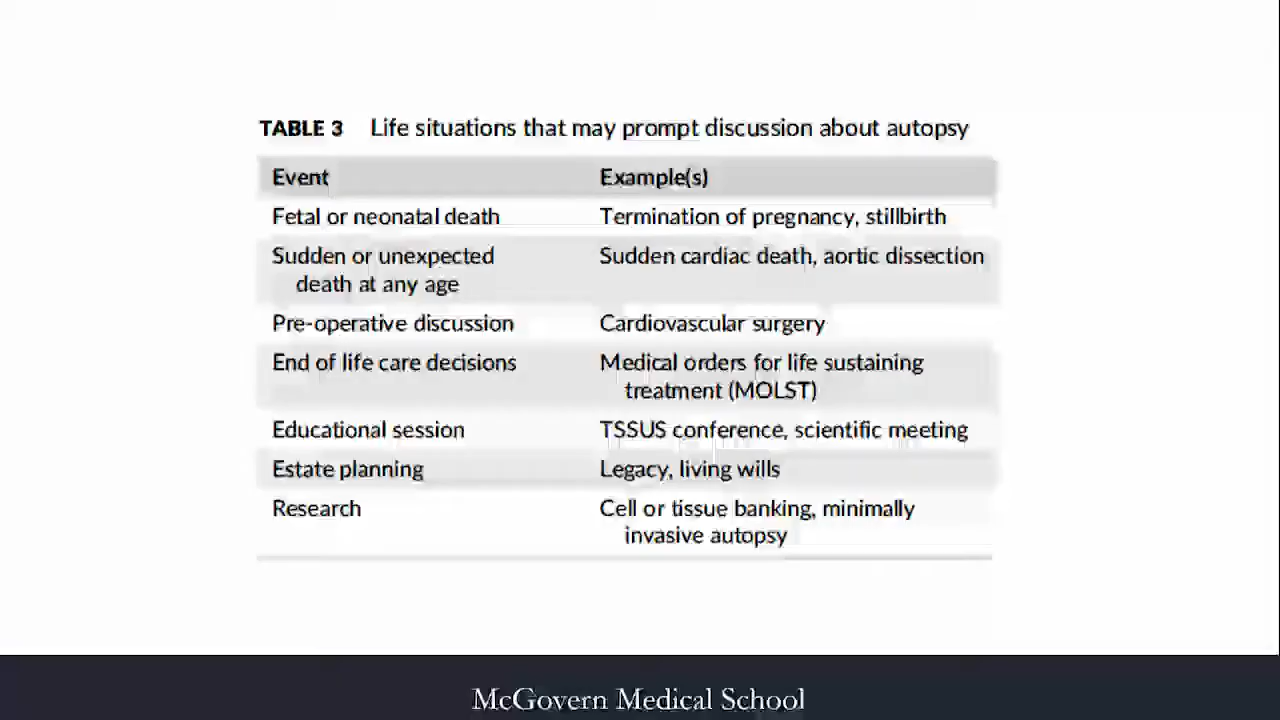 TABLE 3 Life situations that may prompt discussion about autopsy
Event Example(s)
Fetal or neonatal death Termination of pregnancy, stillbirth
Sudden or unexpected Sudden cardiac death, aortic dissection
death at any age
Pre-operative discussion Cardiovascular surgery
End of life care decisions Medical orders for life sustaining
treatment (MOLST)
Educational session TSSUS conference, scientific meeting
Estate planning Legacy, living wills
Research Cell or tissue banking, minimally
invasive autopsy
McGovern Medical School